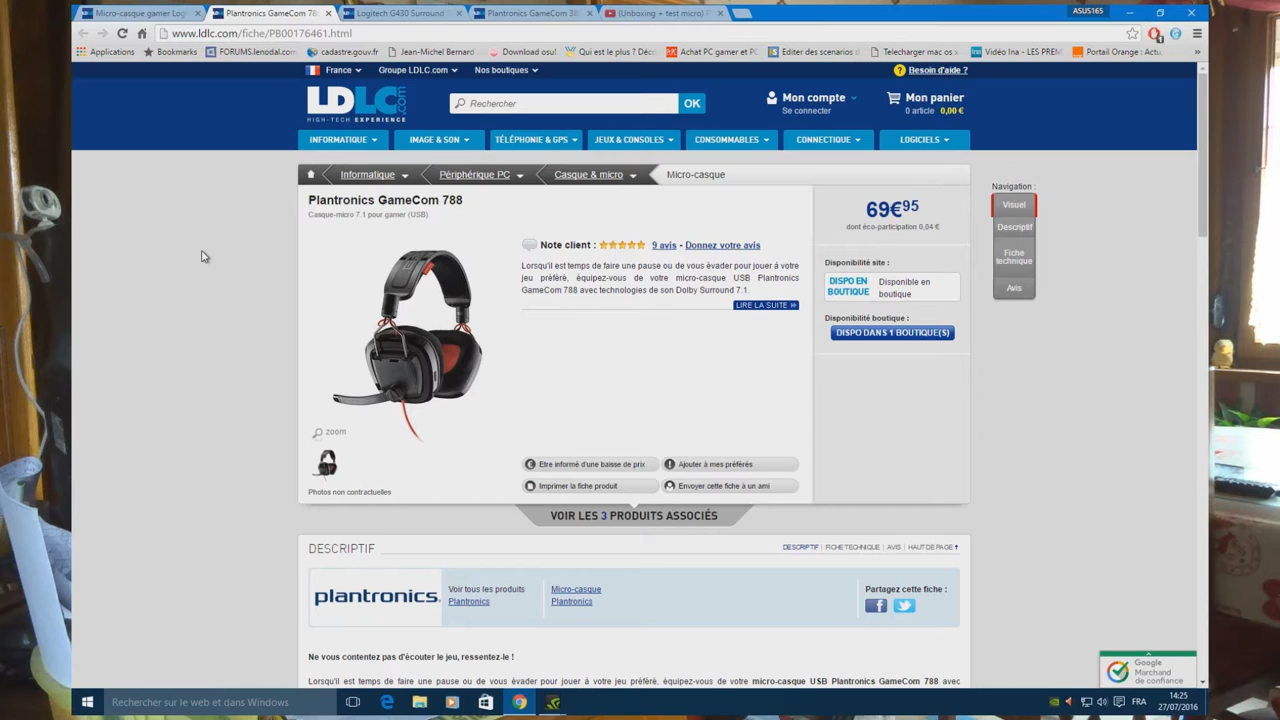 Micro-casque gamer Log
Plantronics GameCom 788
Logitech G430 Surround
Plantronics GameCom 38
(Unboxing + test micro) P
ASUS165
www.ldlc.com/fiche/PB00176461.html
Applications
Bookmarks
FORUMS.lenodal.com
cadastre.gouv.fr
Jean-Michel Bernard
Download osu!
Qui est le plus ? Déco
Achat PC gamer et PC
Editer des scenarios d
Telecharger mac os x
Vidéo Ina - LES PREM
Portail Orange : Actu
France
Groupe LDLC.com
Nos boutiques
Besoin d'aide ?
LDLC.com
HIGH-TECH EXPERIENCE
Rechercher
OK
Mon compte
Se connecter
Mon panier
0 article 0,00 €
INFORMATIQUE
IMAGE & SON
TÉLÉPHONIE & GPS
JEUX & CONSOLES
CONSOMMABLES
CONNECTIQUE
LOGICIELS
Informatique
Périphérique PC
Casque & micro
Micro-casque
Plantronics GameCom 788
Casque-micro 7.1 pour gamer (USB)
zoom
Photos non contractuelles
Note client :
9 avis - Donnez votre avis
Lorsqu'il est temps de faire une pause ou de vous évader pour jouer à votre
jeu préféré, équipez-vous de votre micro-casque USB Plantronics
GameCom 788 avec technologies de son Dolby Surround 7.1.
LIRE LA SUITE »
Etre informé d'une baisse de prix
Ajouter à mes préférés
Imprimer la fiche produit
Envoyer cette fiche à un ami
69€95
dont éco-participation 0,04 €
Disponibilité site :
DISPO EN
BOUTIQUE
Disponible en
boutique
Disponibilité boutique :
DISPO DANS 1 BOUTIQUE(S)
Navigation :
Visuel
Descriptif
Fiche
technique
Avis
VOIR LES 3 PRODUITS ASSOCIÉS
DESCRIPTIF
DESCRIPTIF | FICHE TECHNIQUE | AVIS | HAUT DE PAGE
plantronics.
Voir tous les produits
Plantronics
Micro-casque
Plantronics
Partagez cette fiche :
Ne vous contentez pas d'écouter le jeu, ressentez-le !
Lorsqu'il est temps de faire une pause ou de vous évader pour jouer à votre jeu préféré, équipez-vous de votre micro-casque USB Plantronics GameCom 788 avec
Google
Marchand
de confiance
Rechercher sur le web et dans Windows
FRA
14:25
27/07/2016